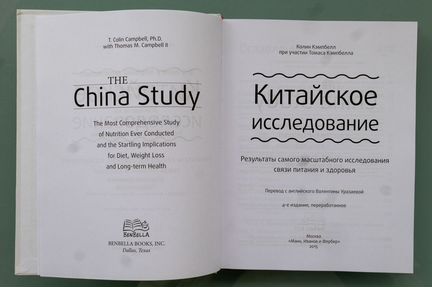 T. Colin Campbell, Ph.D.
with Thomas M. Campbell II
THE
China Study
The Most Comprehensive Study
of Nutrition Ever Conducted
and the Startling Implications
for Diet, Weight Loss
and Long-term Health
BENBELLA
BENBELLA BOOKS, INC.
Dallas, Texas
Колин Кэмпбелл
при участии Томаса Кэмпбелла
Китайское
исследование
Результаты самого масштабного исследования
связи питания и здоровья
Перевод с английского Валентины Уразаевой
4-е издание, переработанное
Москва
«Манн, Иванов и Фербер»
2015